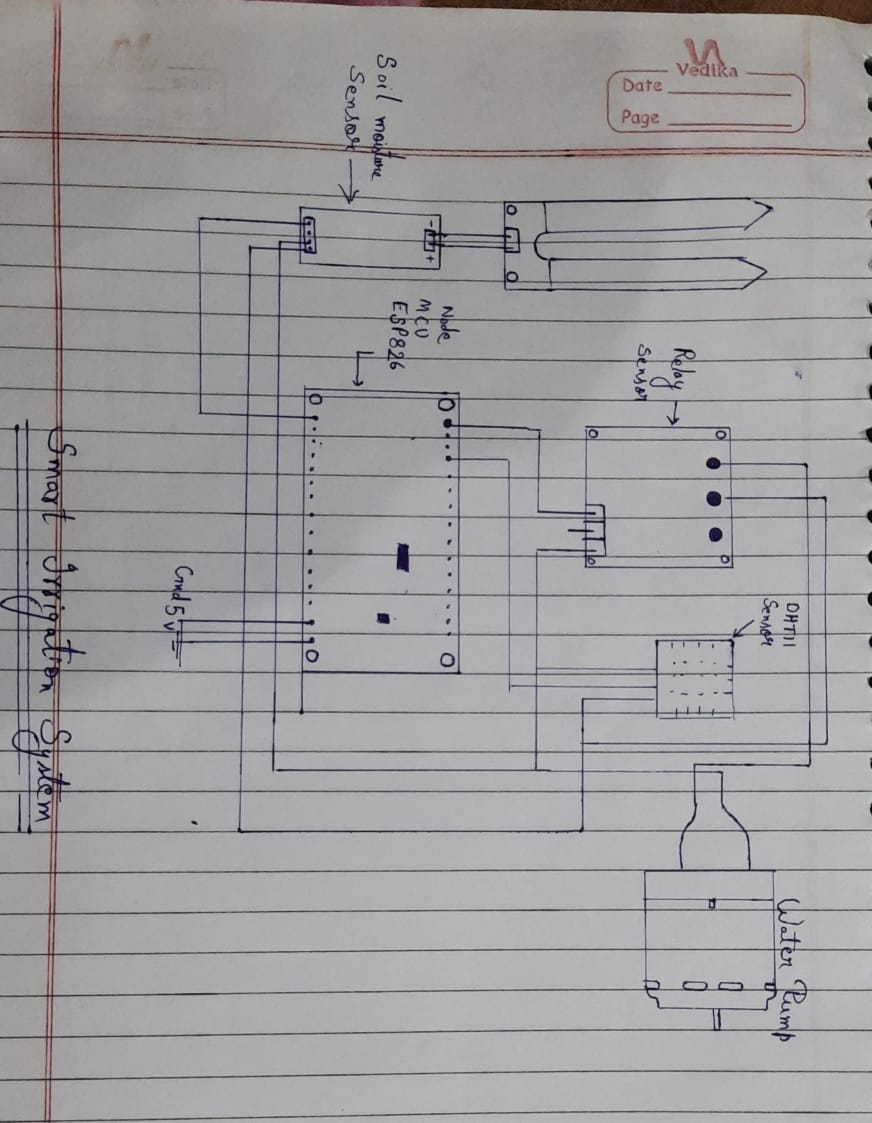 Vedika
Date
Page
Soil moisture
Sensor
- +
Node
MCU
ESP826
Relay
Sensor
DHT11
Sensor
Gnd 5v
Water Pump
Smart Irrigation System